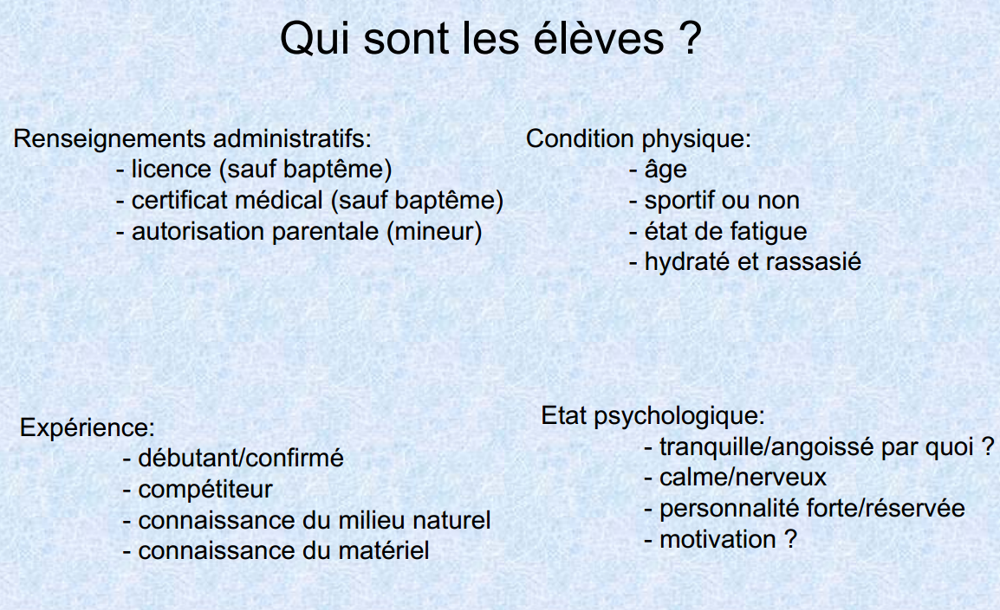 Qui sont les élèves ?
Renseignements administratifs:
- licence (sauf baptême)
- certificat médical (sauf baptême)
- autorisation parentale (mineur)
Condition physique:
- âge
- sportif ou non
- état de fatigue
- hydraté et rassasié
Expérience:
- débutant/confirmé
- compétiteur
- connaissance du milieu naturel
- connaissance du matériel
Etat psychologique:
- tranquille/angoissé par quoi ?
- calme/nerveux
- personnalité forte/réservée
- motivation ?